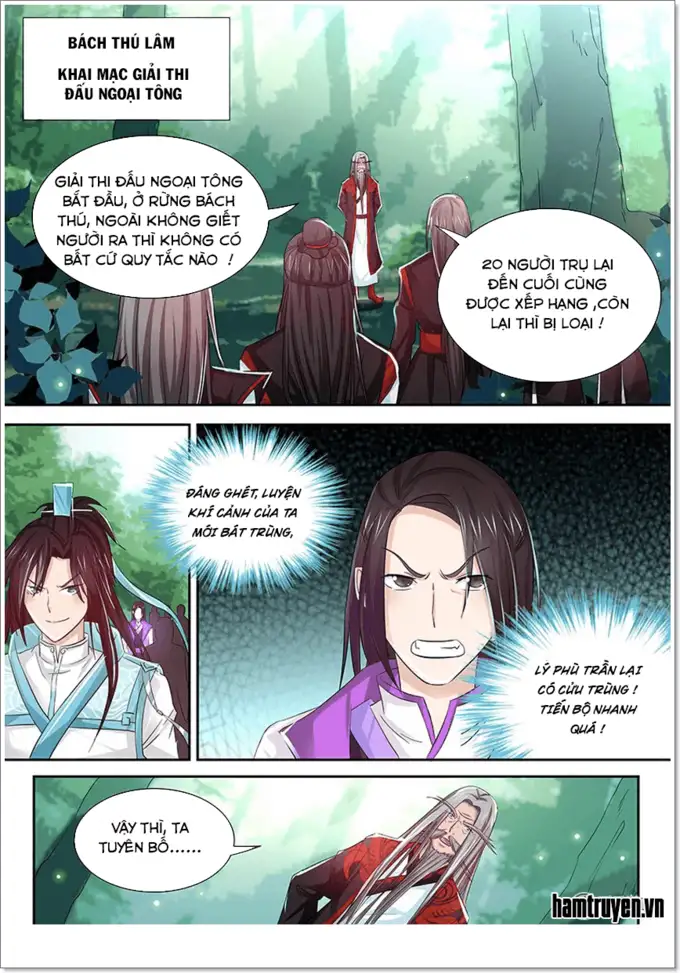 BÁCH THÚ LÂM
KHAI MẠC GIẢI THI
ĐẤU NGOẠI TÔNG
GIẢI THI ĐẤU NGOẠI TÔNG
BẮT ĐẦU, Ở RỪNG BÁCH
THÚ, NGOÀI KHÔNG GIẾT
NGƯỜI RA THÌ KHÔNG CÓ
BẤT CỨ QUY TẮC NÀO !
20 NGƯỜI TRỤ LẠI
ĐẾN CUỐI CÙNG
ĐƯỢC XẾP HẠNG ,CÒN
LẠI THÌ BỊ LOẠI !
ĐÁNG GHÉT, LUYỆN
KHÍ CẢNH CỦA TA
MỚI BÁT TRÙNG,
LÝ PHÙ TRẦN LẠI
CÓ CỬU TRÙNG !
TIẾN BỘ NHANH
QUÁ !
VẬY THÌ, TA
TUYÊN BỐ......
hamtruyen.vn